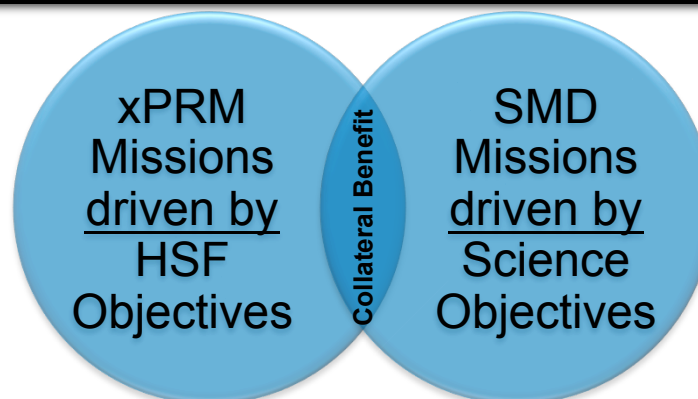 xPRM
Missions
driven by
HSF
Objectives
Collateral Benefit
SMD
Missions
driven by
Science
Objectives